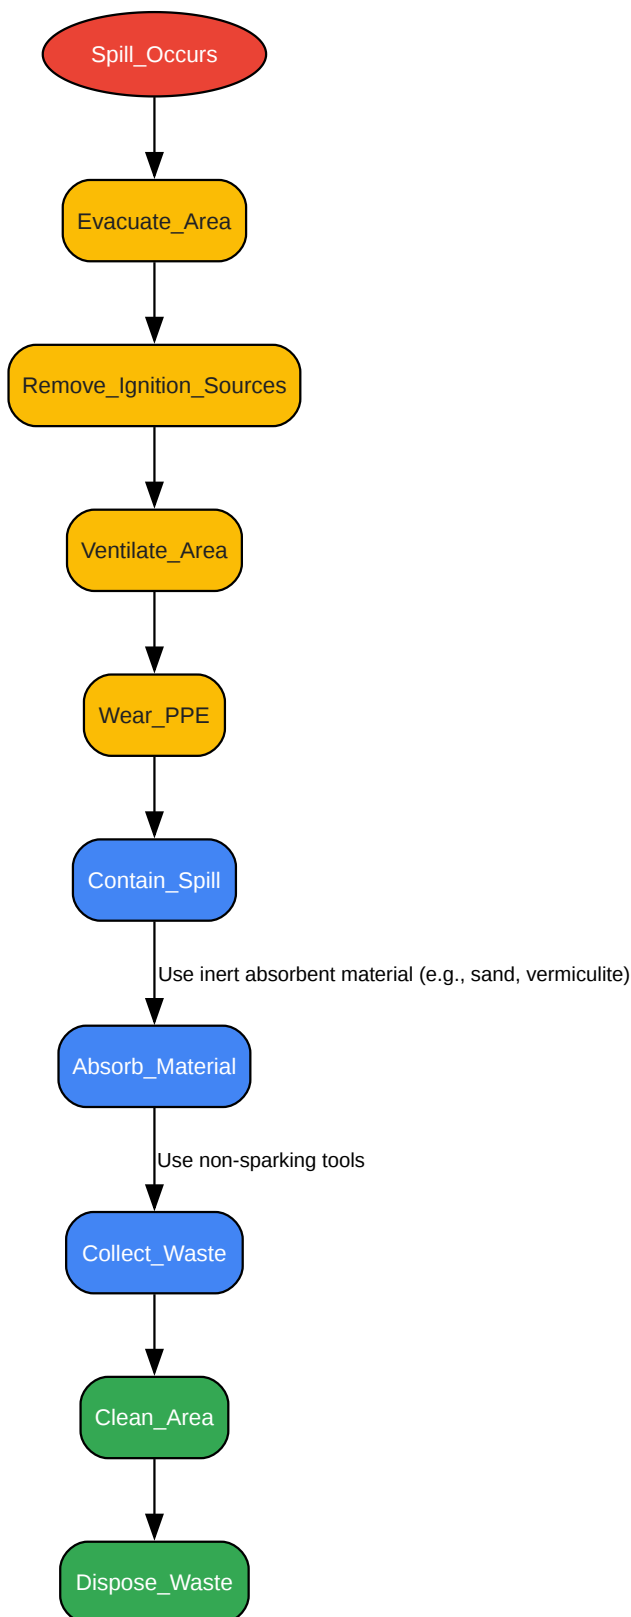 Spill_Occurs
Evacuate_Area
Remove_Ignition_Sources
Ventilate_Area
Wear_PPE
Contain_Spill
Use inert absorbent material (e.g., sand, vermiculite)
Absorb_Material
Use non-sparking tools
Collect_Waste
Clean_Area
Dispose_Waste